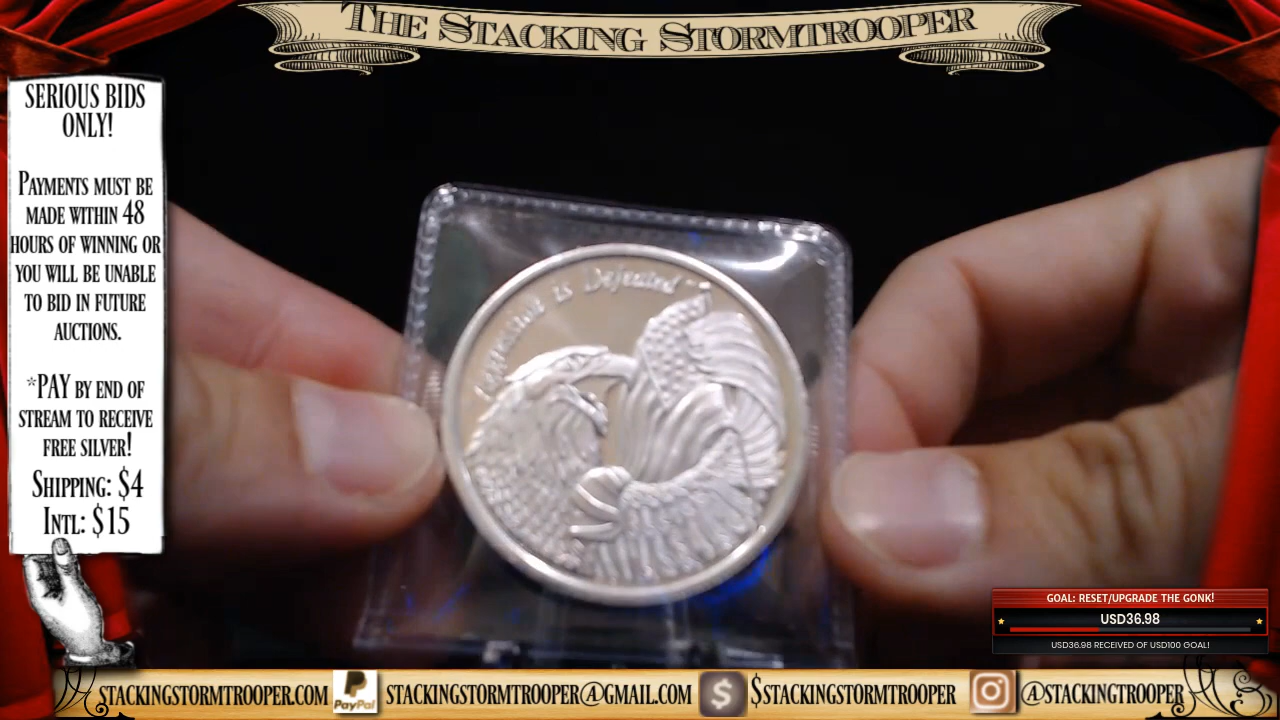 The Stacking Stormtrooper
SERIOUS BIDS
ONLY!
PAYMENTS MUST BE
MADE WITHIN 48
HOURS OF WINNING OR
YOU WILL BE UNABLE
TO BID IN FUTURE
AUCTIONS.
*PAY BY END OF
STREAM TO RECEIVE
FREE SILVER!
SHIPPING: $4
INTL: $15
is Defeated
GOAL: RESET/UPGRADE THE GONK!
USD36.98
USD36.98 RECEIVED OF USD100 GOAL!
STACKINGSTORMTROOPER.COM PayPal STACKINGSTORMTROOPER@GMAIL.COM $ $STACKINGSTORMTROOPER @STACKINGTROOPER